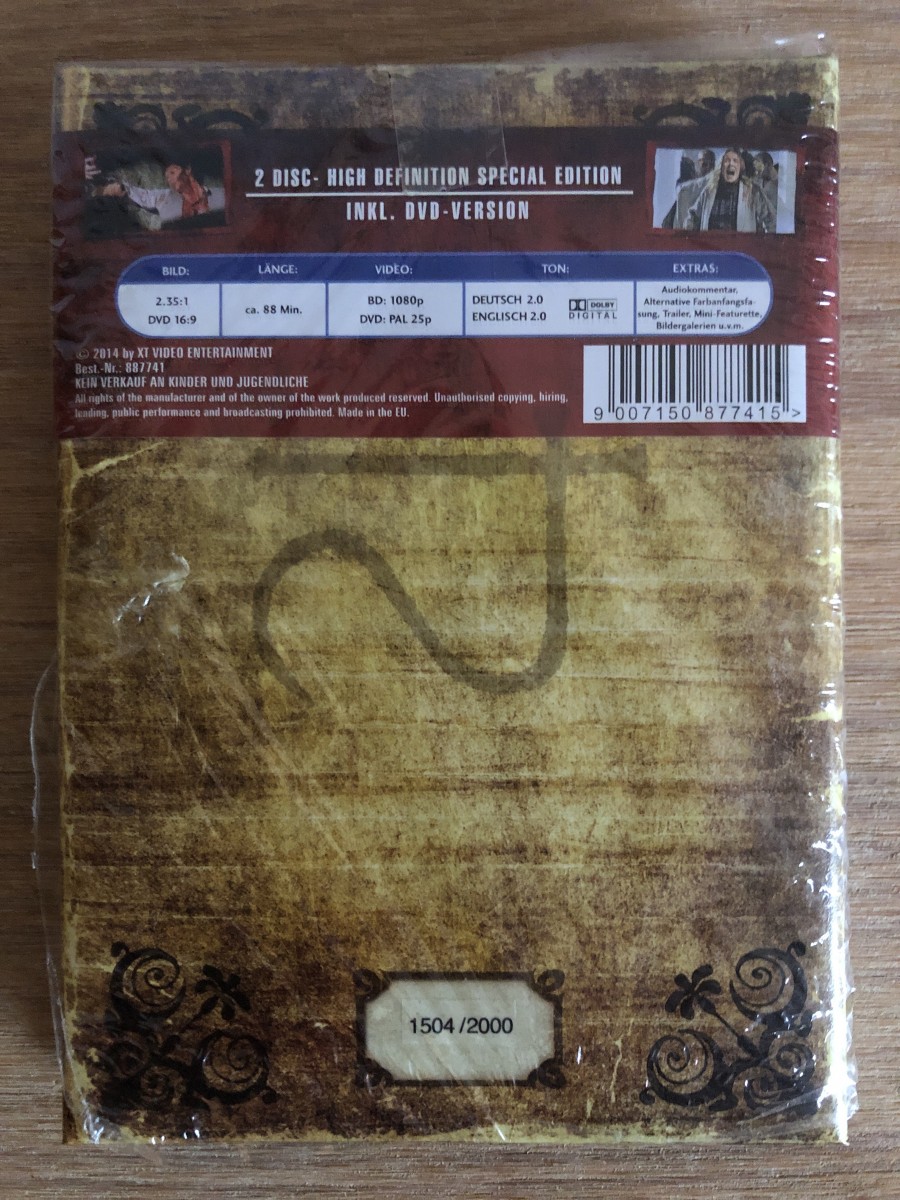 2 DISC- HIGH DEFINITION SPECIAL EDITION
INKL. DVD-VERSION
BILD:
2.35:1
DVD 16:9
LÄNGE:
ca. 88 Min.
VIDEO:
BD: 1080p
DVD: PAL 25p
TON:
DEUTSCH 2.0
ENGLISCH 2.0
DOLBY
DIGITAL
EXTRAS:
Audiokommentar,
Alternative Farbanfangsfa-
sung, Trailer, Mini-Featurette,
Bildergalerien u.v.m.
© 2014 by XT VIDEO ENTERTAINMENT
Best.-Nr.: 887741
KEIN VERKAUF AN KINDER UND JUGENDLICHE
All rights of the manufacturer and of the owner of the work produced reserved. Unauthorised copying, hiring,
lending, public performance and broadcasting prohibited. Made in the EU.
9 007150 877415 >
1504 /2000